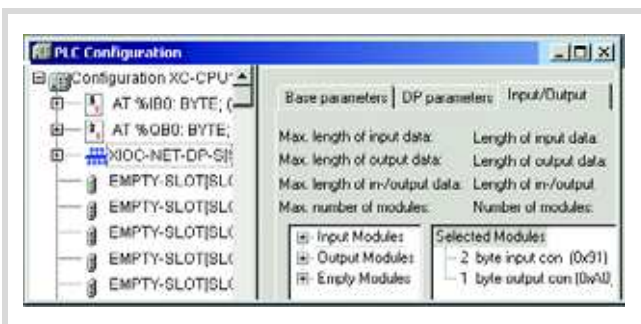 PLC Configuration
Configuration XC-CPU
AT %IB0: BYTE; (
AT %QB0: BYTE;
XIOC-NET-DP-S[
EMPTY-SLOT[SL
EMPTY-SLOT[SL
EMPTY-SLOT[SL
EMPTY-SLOT[SL
EMPTY-SLOT[SL
Base parameters
DP parameters
Input/Output
Max. length of input data:
Length of input data:
Max. length of output data:
Length of output data:
Max. length of in-/output data:
Length of in-/output
Max. number of modules:
Number of modules:
Input Modules
Output Modules
Empty Modules
Selected Modules
2 byte input con (0x91)
1 byte output con (0xA0)